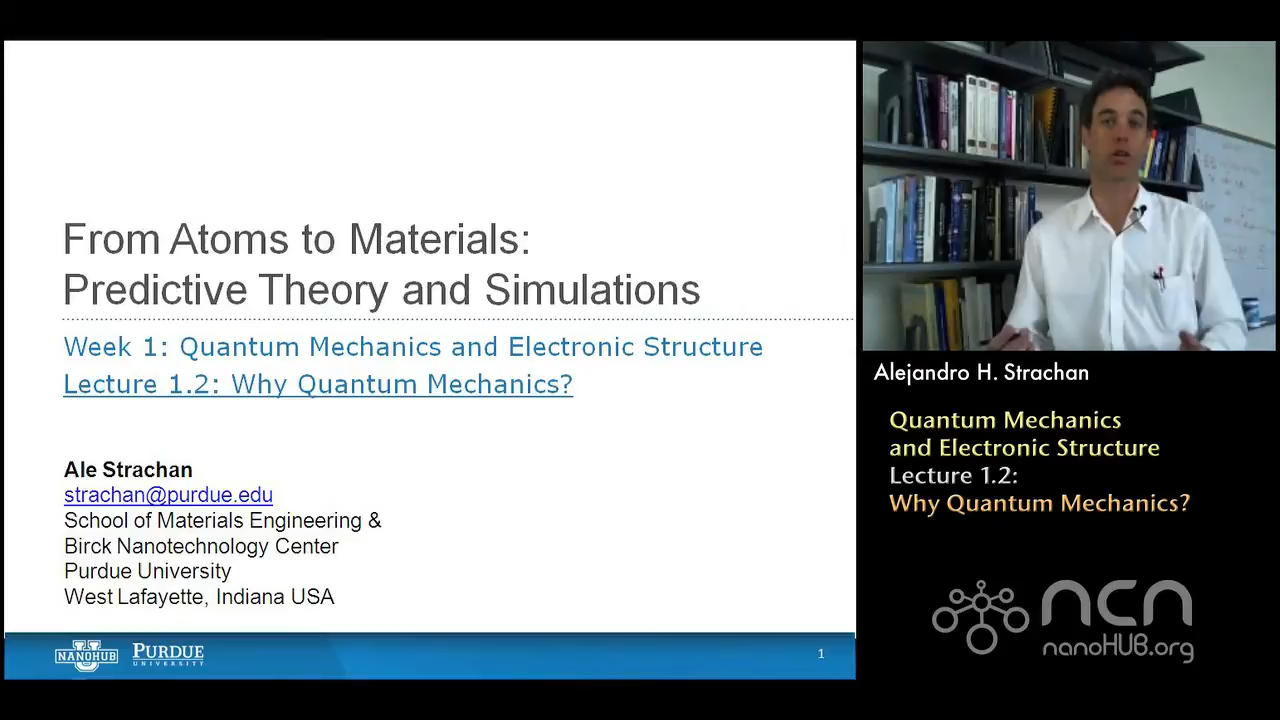 From Atoms to Materials:
Predictive Theory and Simulations
Week 1: Quantum Mechanics and Electronic Structure
Lecture 1.2: Why Quantum Mechanics?
Ale Strachan
strachan@purdue.edu
School of Materials Engineering &
Birck Nanotechnology Center
Purdue University
West Lafayette, Indiana USA
NANOHUB
U
PURDUE
UNIVERSITY
1
Alejandro H. Strachan
Quantum Mechanics
and Electronic Structure
Lecture 1.2:
Why Quantum Mechanics?
ncn
nanoHUB.org